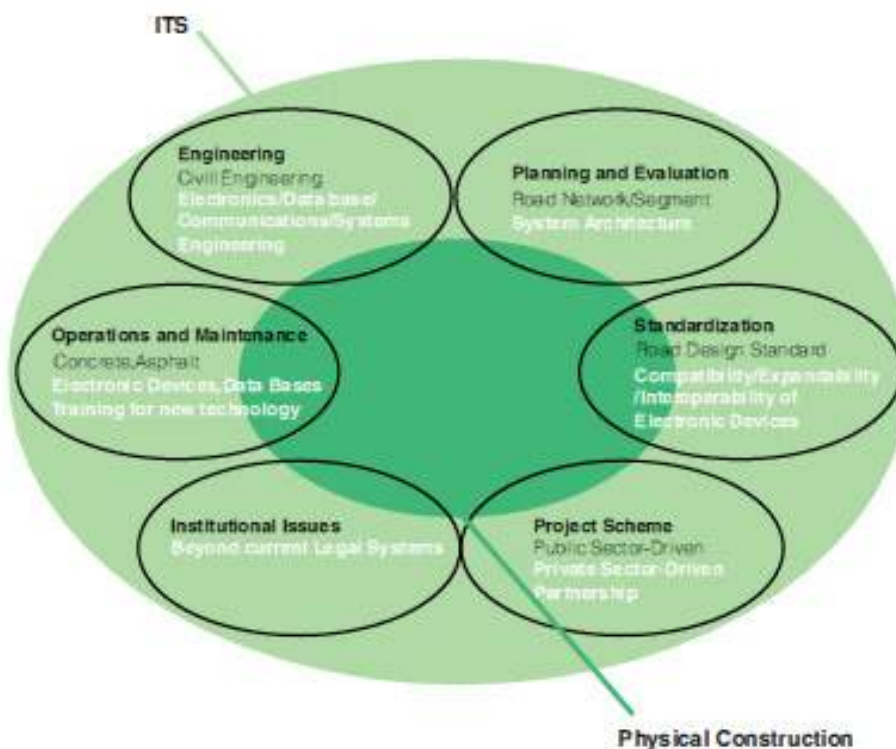 ITS
Engineering
Civil Engineering
Electronics/Data base/
Communications/Systems
Engineering
Planning and Evaluation
Road Network/Segment
System Architecture
Operations and Maintenance
Concrete,Asphalt
Electronic Devices,Data Bases
Training for new technology
Standardization
Road Design Standard
Compatibility/Expandability
/Interoperability of
Electronic Devices
Institutional Issues
Beyond current Legal Systems
Project Scheme
Public Sector-Driven
Private Sector-Driven
Partnership
Physical Construction